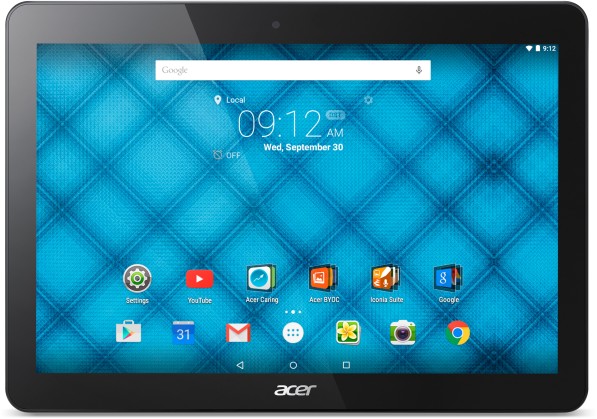 9:12
Google
Local
09:12 DST AM
Wed, September 30
OFF
Settings
YouTube
Acer Caring
Acer BYOC
Iconia Suite
Google
31
acer